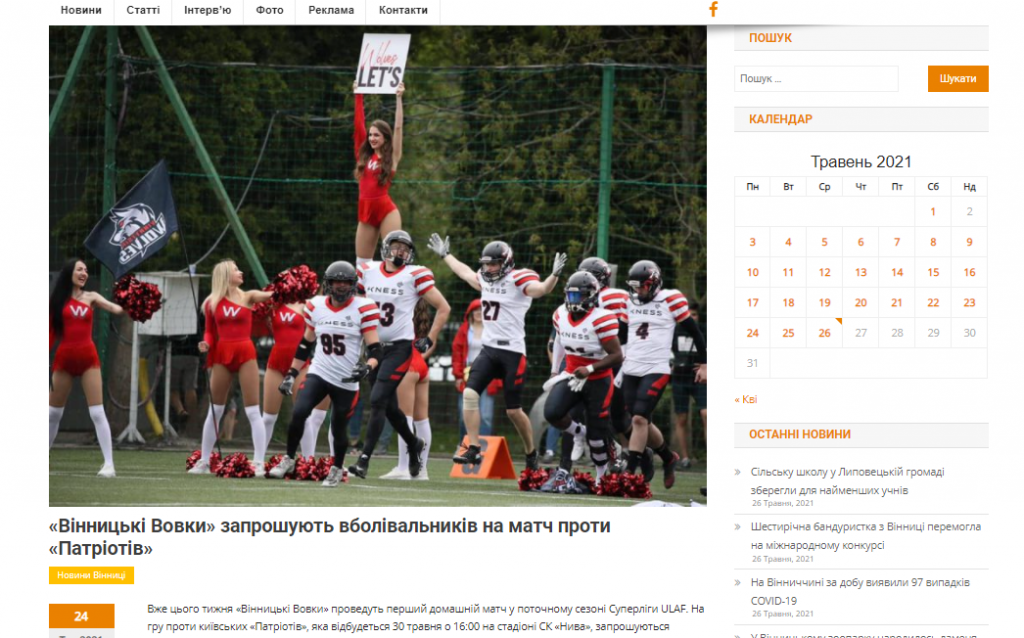 Новини Статті Інтерв'ю Фото Реклама Контакти
Wolves
LET'S
WOLVES
W
W
W
W
KNESS
95
KNESS
3
KNESS
27
NESS
KNESS
4
«Вінницькі Вовки» запрошують вболівальників на матч проти
«Патріотів»
Новини Вінниці
24
Вже цього тижня «Вінницькі Вовки» проведуть перший домашній матч у поточному сезоні Суперліги ULAF. На
гру проти київських «Патріотів», яка відбудеться 30 травня о 16:00 на стадіоні СК «Нива», запрошуються
ПОШУК
Пошук ...
Шукати
КАЛЕНДАР
Травень 2021
Пн Вт Ср Чт Пт Сб Нд
1 2
3 4 5 6 7 8 9
10 11 12 13 14 15 16
17 18 19 20 21 22 23
24 25 26 27 28 29 30
31
« Кві
ОСТАННІ НОВИНИ
» Сільську школу у Липовецькій громаді
зберегли для найменших учнів
26 Травня, 2021
» Шестирічна бандуристка з Вінниці перемогла
на міжнародному конкурсі
26 Травня, 2021
» На Вінниччині за добу виявили 97 випадків
COVID-19
26 Травня, 2021